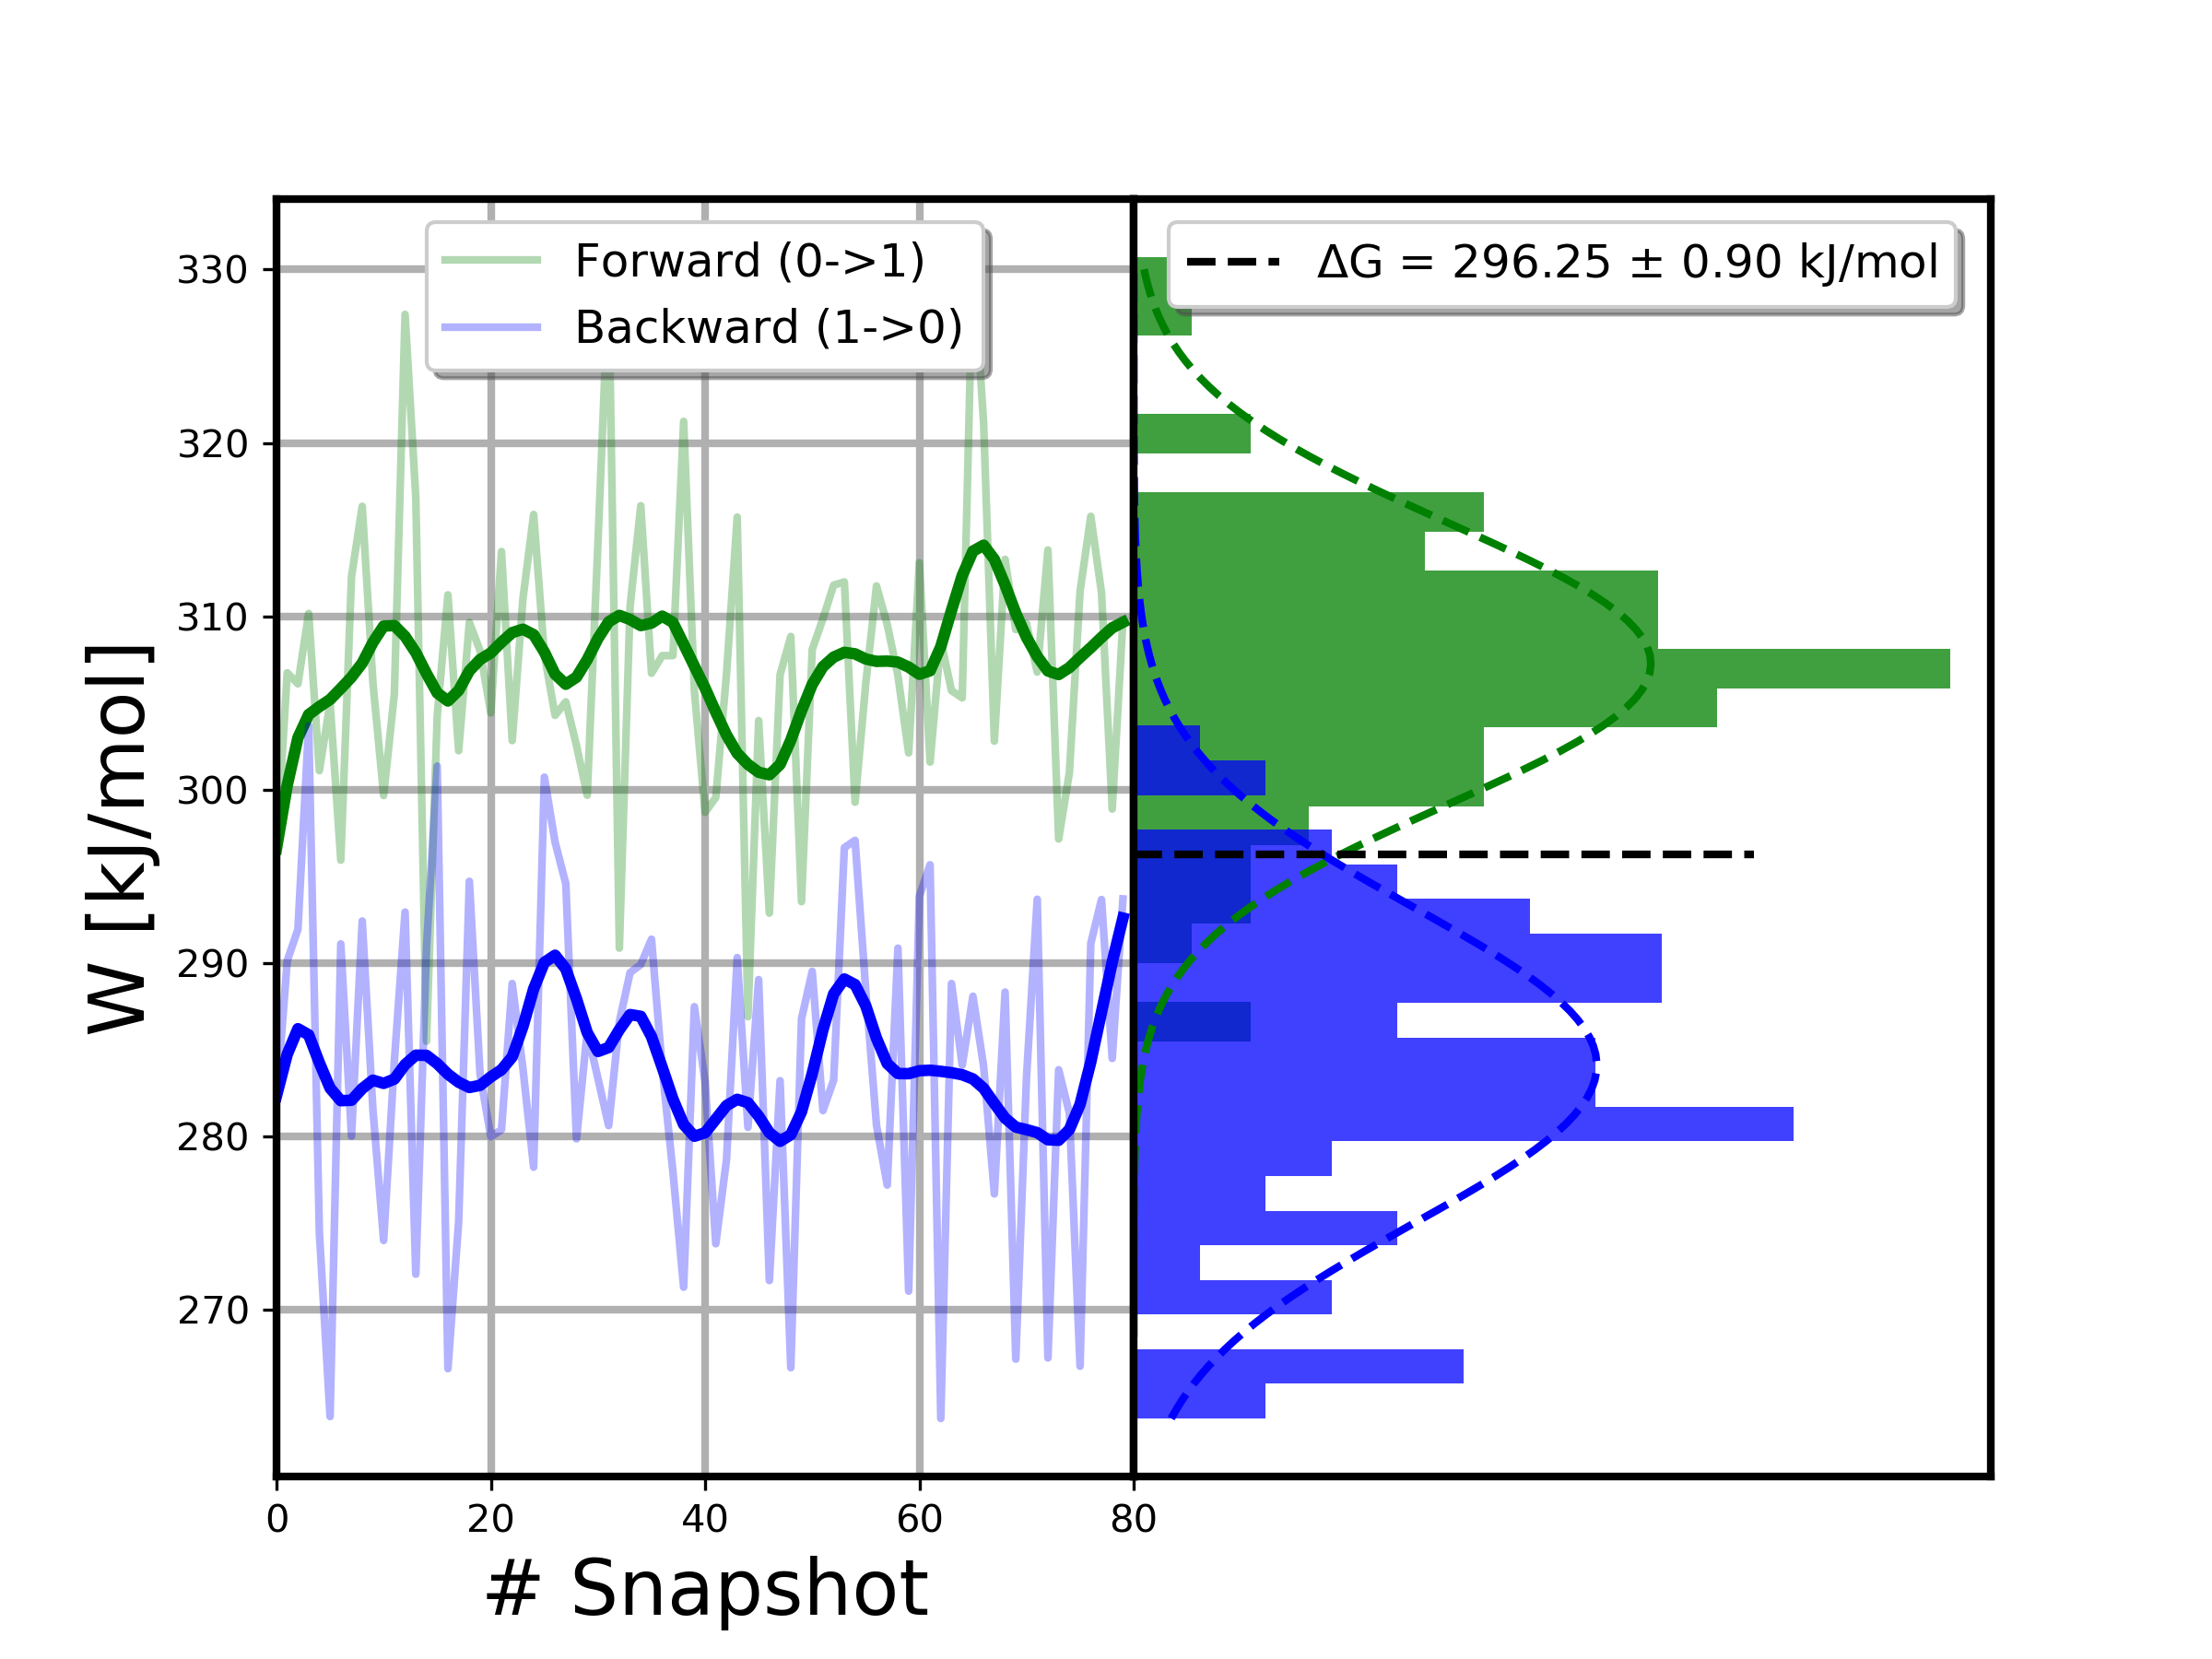 Forward (0->1)
Backward (1->0)
ΔG = 296.25 ± 0.90 kJ/mol
W [kJ/mol]
330
320
310
300
290
280
270
0 20 40 60 80
# Snapshot